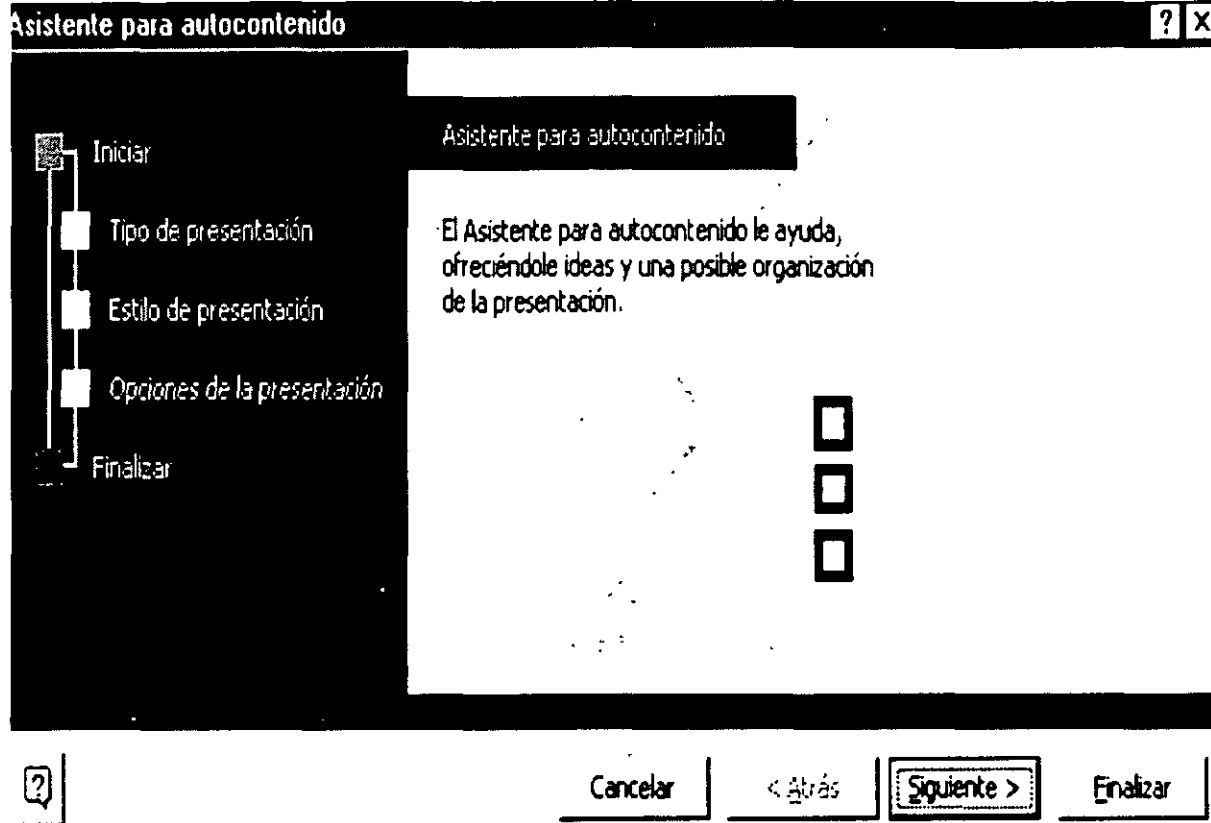 Asistente para autocontenido
? X
Iniciar
Tipo de presentación
Estilo de presentación
Opciones de la presentación
Finalizar
Asistente para autocontenido
El Asistente para autocontenido le ayuda,
ofreciéndole ideas y una posible organización
de la presentación.
?
Cancelar
< Atrás
Siguiente >
Finalizar